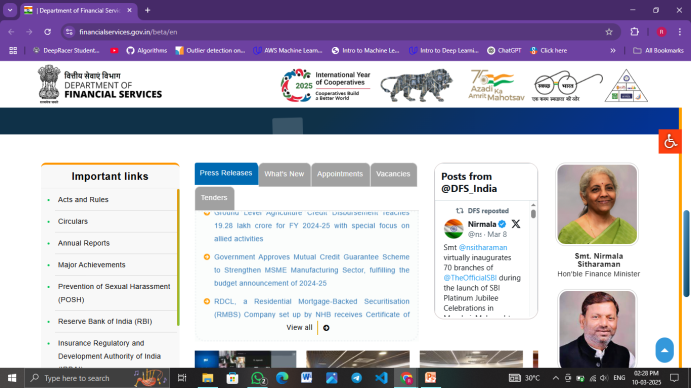 | Department of Financial Servic
financialservices.gov.in/beta/en
DeepRacer Student...
Algorithms
Outlier detection on...
AWS Machine Learn...
Intro to Machine Le...
Intro to Deep Learni...
ChatGPT
Click here
All Bookmarks
वित्तीय सेवाएं विभाग
DEPARTMENT OF
FINANCIAL SERVICES
2025
International Year
of Cooperatives
Cooperatives Build
a Better World
Azadi
Ka
Amrit Mahotsav
स्वच्छ भारत
एक कदम स्वच्छता की ओर
Important links
Acts and Rules
Circulars
Annual Reports
Major Achievements
Prevention of Sexual Harassment
(POSH)
Reserve Bank of India (RBI)
Insurance Regulatory and
Development Authority of India
Press Releases
What's New
Appointments
Vacancies
Tenders
Ground Level Agriculture Credit Disbursement reaches
19.28 lakh crore for FY 2024-25 with special focus on
allied activities
Government Approves Mutual Credit Guarantee Scheme
to Strengthen MSME Manufacturing Sector, fulfilling the
budget announcement of 2024-25
RDCL, a Residential Mortgage-Backed Securitisation
(RMBS) Company set up by NHB receives Certificate of
View all
Posts from
@DFS_India
DFS reposted
Nirmala
@ns · Mar 8
Smt @nsitharaman
virtually inaugurates
70 branches of
@TheOfficialSBI during
the launch of SBI
Platinum Jubilee
Celebrations in
Smt. Nirmala
Sitharaman
Hon'ble Finance Minister
Type here to search
30°C
ENG
02:28 PM
10-03-2025